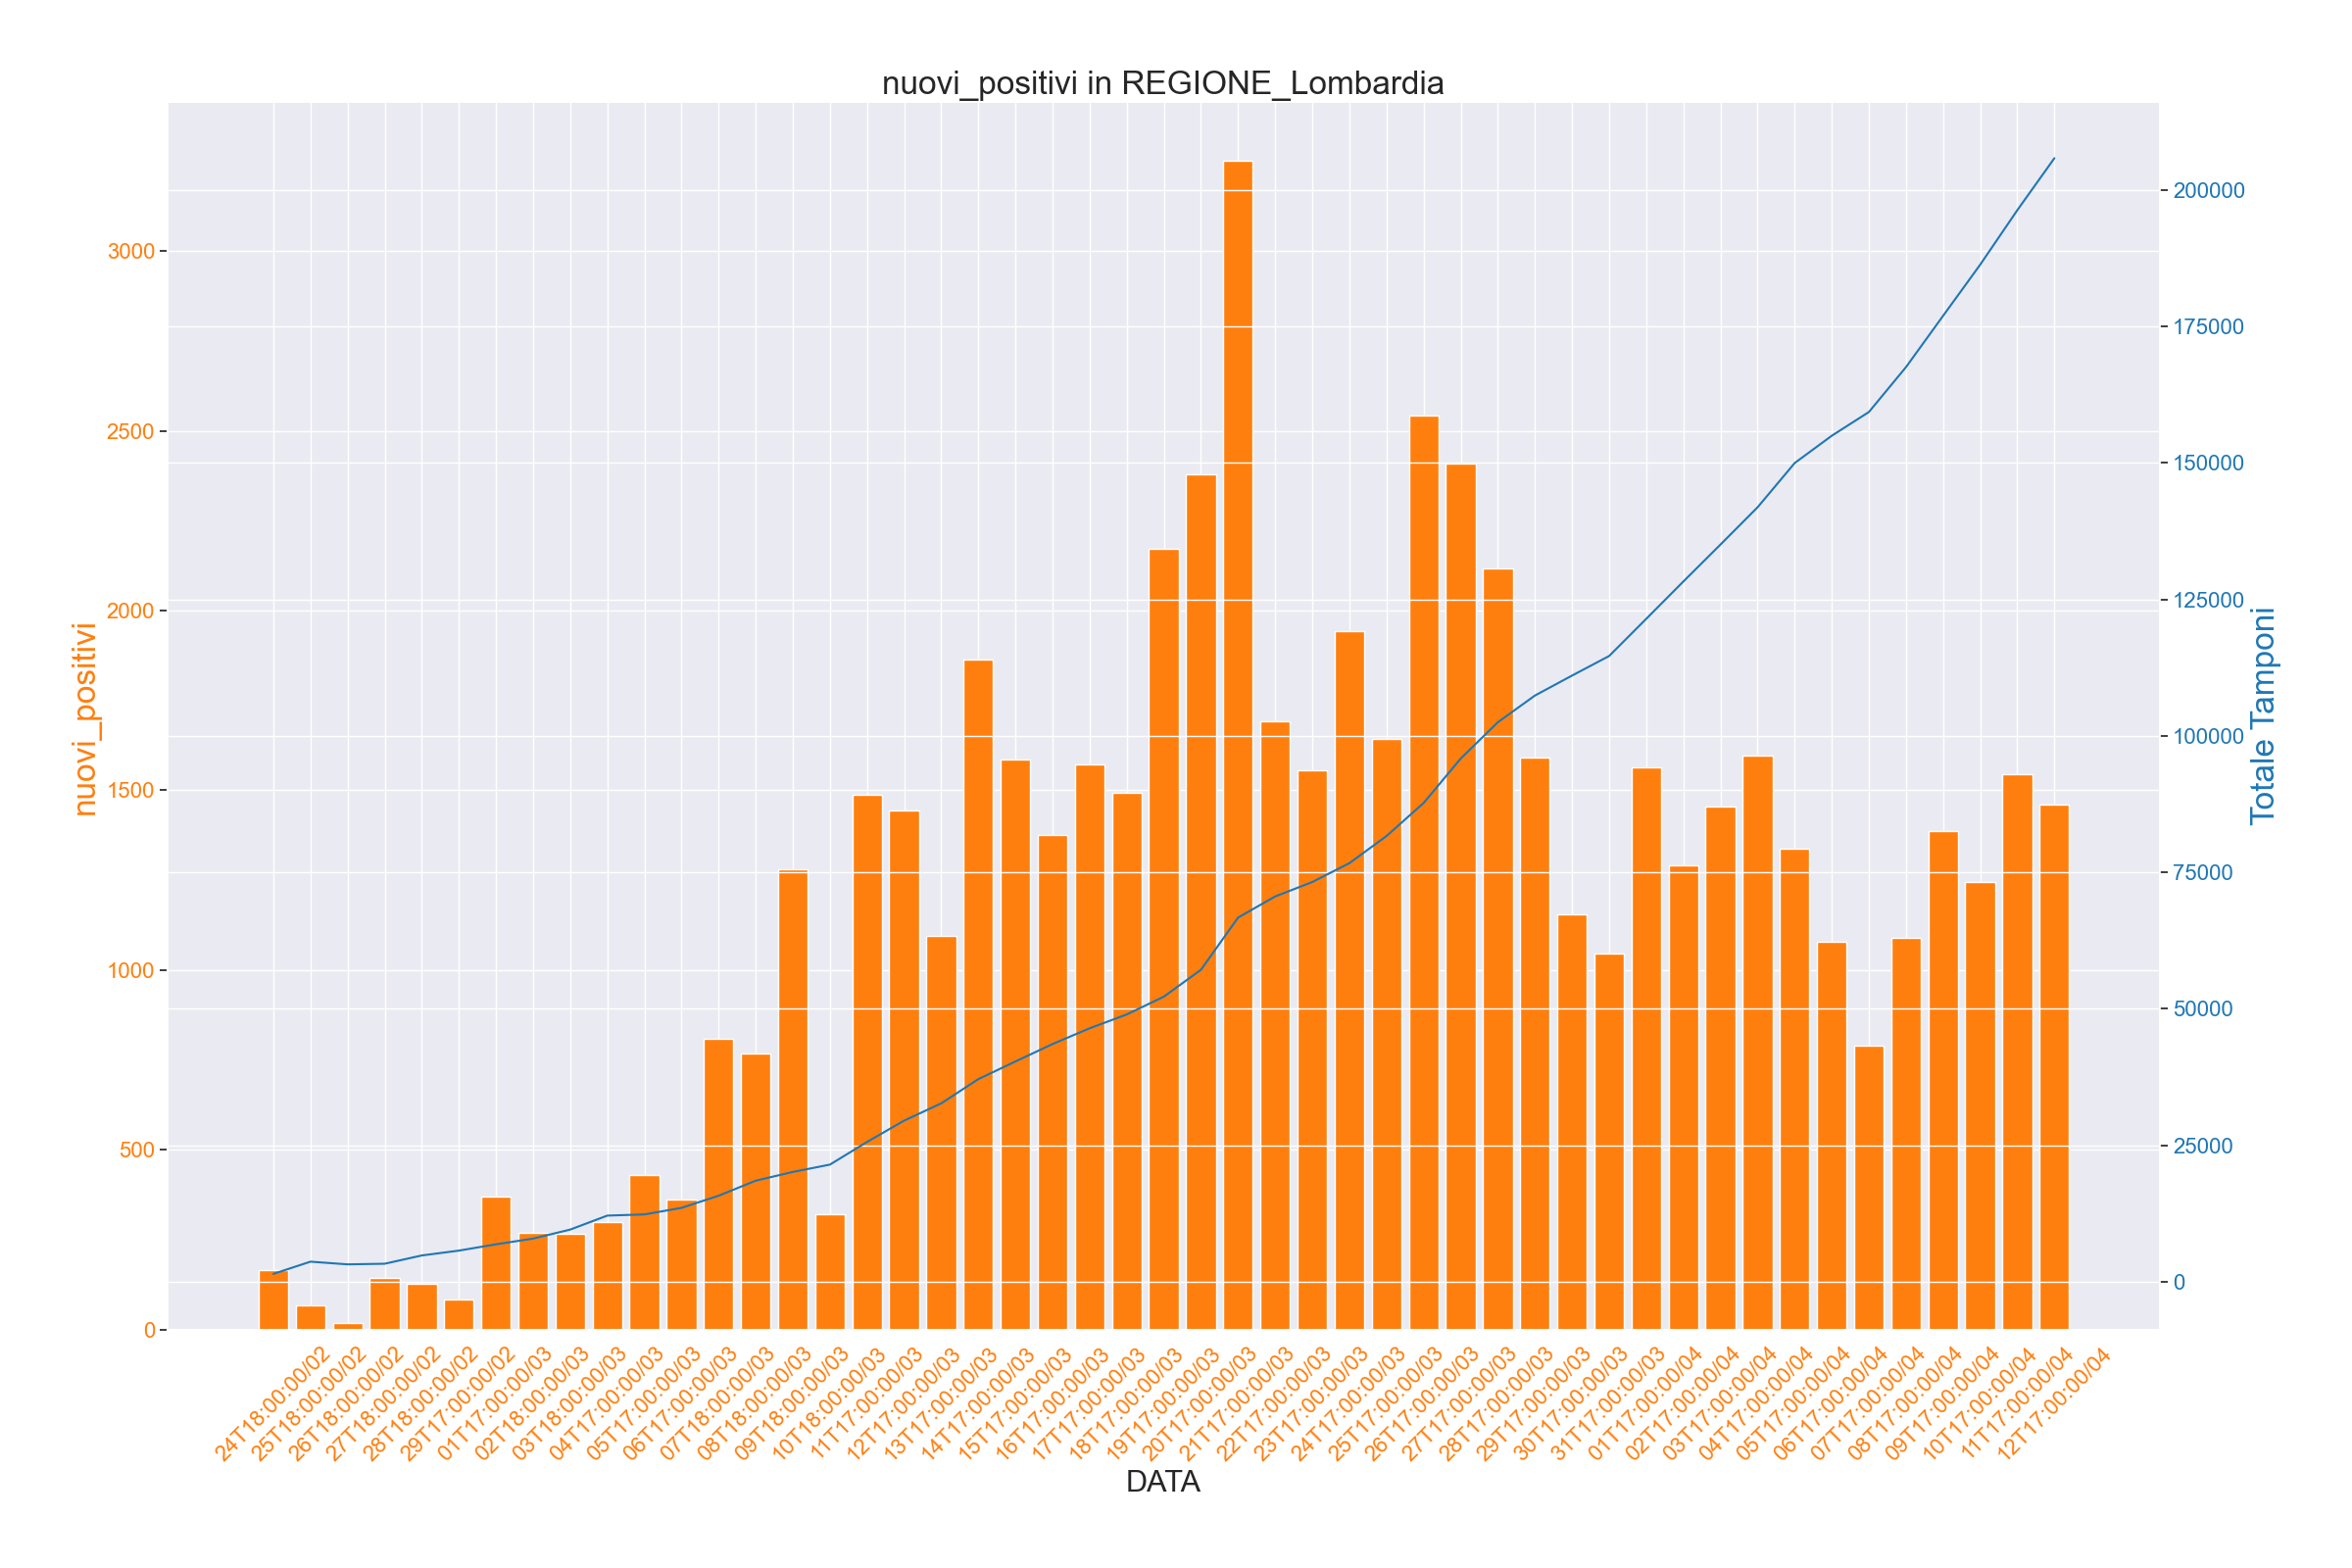 nuovi_positivi in REGIONE_Lombardia
3000
2500
2000
1500
1000
500
0
nuovi_positivi
200000
175000
150000
125000
100000
75000
50000
25000
0
Totale Tamponi
24T18:00:00/02
25T18:00:00/02
26T18:00:00/02
27T18:00:00/02
28T18:00:00/02
29T17:00:00/02
01T17:00:00/03
02T18:00:00/03
03T18:00:00/03
04T17:00:00/03
05T17:00:00/03
06T17:00:00/03
07T18:00:00/03
08T18:00:00/03
09T18:00:00/03
10T18:00:00/03
11T17:00:00/03
12T17:00:00/03
13T17:00:00/03
14T17:00:00/03
15T17:00:00/03
16T17:00:00/03
17T17:00:00/03
18T17:00:00/03
19T17:00:00/03
20T17:00:00/03
21T17:00:00/03
22T17:00:00/03
23T17:00:00/03
24T17:00:00/03
25T17:00:00/03
26T17:00:00/03
27T17:00:00/03
28T17:00:00/03
29T17:00:00/03
30T17:00:00/03
31T17:00:00/03
01T17:00:00/04
02T17:00:00/04
03T17:00:00/04
04T17:00:00/04
05T17:00:00/04
06T17:00:00/04
07T17:00:00/04
08T17:00:00/04
09T17:00:00/04
10T17:00:00/04
11T17:00:00/04
12T17:00:00/04
DATA